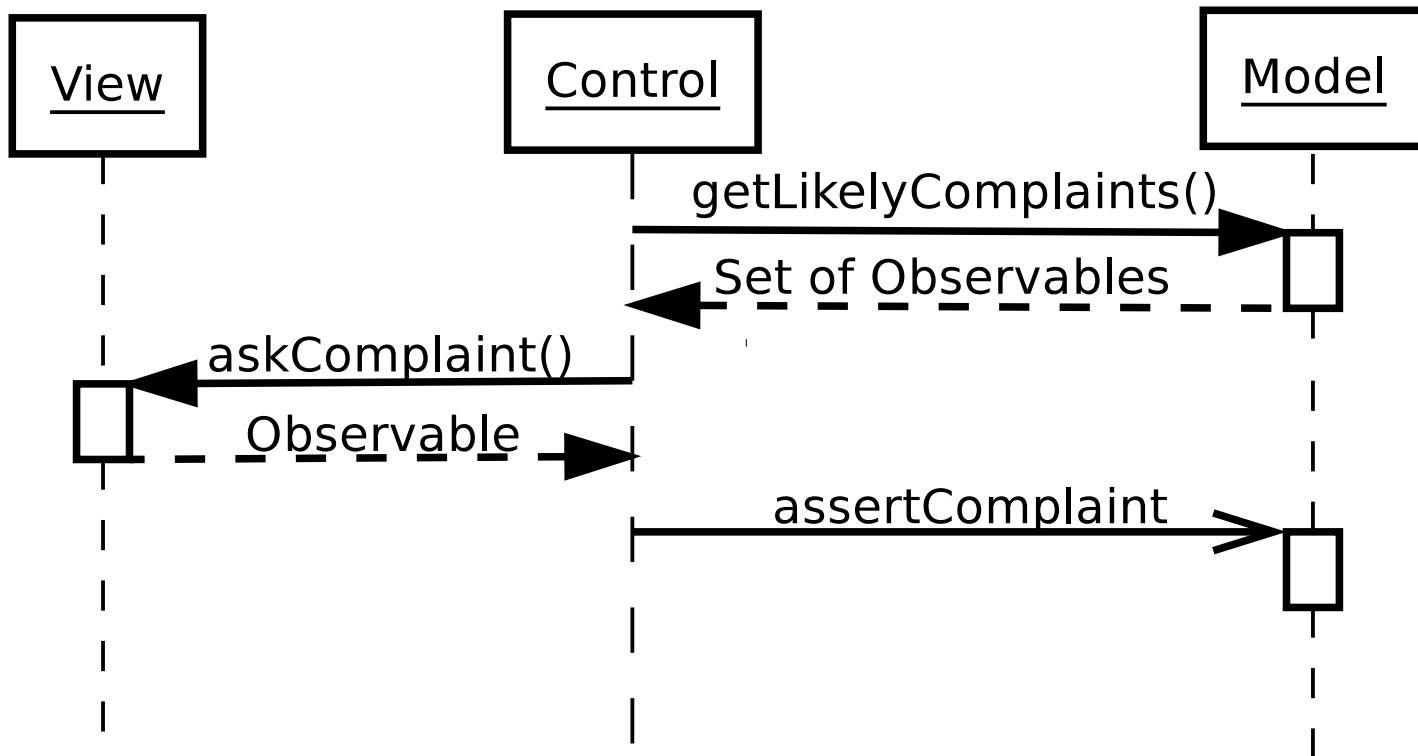 View
Control
Model
getLikelyComplaints()
Set of Observables
askComplaint()
Observable
assertComplaint